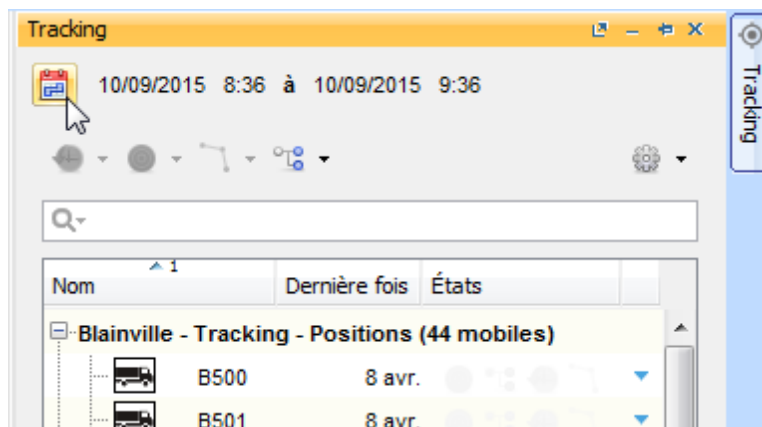 Tracking
10/09/2015 8:36 à 10/09/2015 9:36
Tracking
1
Nom Dernière fois États
Blainville - Tracking - Positions (44 mobiles)
B500 8 avr.
B501 8 avr.